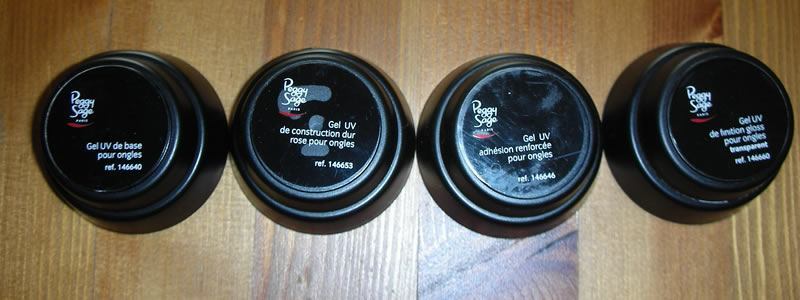 Peggy
Sage
PARIS
Gel UV de base
pour ongles
ref. 146640
Peggy
Sage
PARIS
Gel UV
de construction dur
rose pour ongles
ref. 146653
Peggy
Sage
PARIS
Gel UV
adhésion renforcée
pour ongles
ref. 146646
Peggy
Sage
PARIS
Gel UV
de finition gloss
pour ongles
transparent
ref. 146660